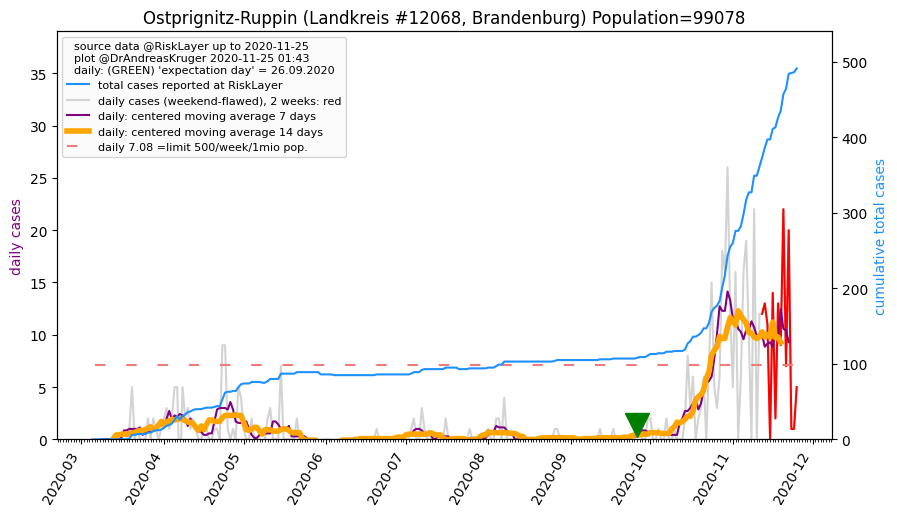 Ostprignitz-Ruppin (Landkreis #12068, Brandenburg) Population=99078
source data @RiskLayer up to 2020-11-25
plot @DrAndreasKruger 2020-11-25 01:43
daily: (GREEN) 'expectation day' = 26.09.2020
total cases reported at RiskLayer
daily cases (weekend-flawed), 2 weeks: red
daily: centered moving average 7 days
daily: centered moving average 14 days
daily 7.08 =limit 500/week/1mio pop.
daily cases
35
30
25
20
15
10
5
0
500
400
300
200
100
0
cumulative total cases
2020-03
2020-04
2020-05
2020-06
2020-07
2020-08
2020-09
2020-10
2020-11
2020-12